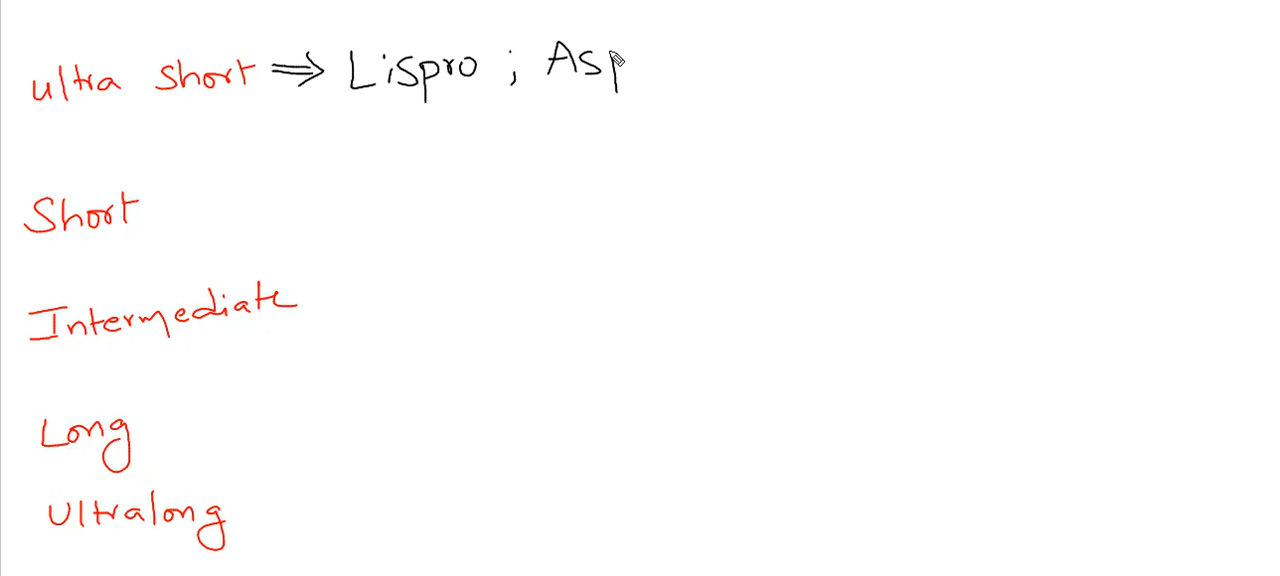 ultra short ⇒ Lispro ; Asp
Short
Intermediate
Long
Ultralong